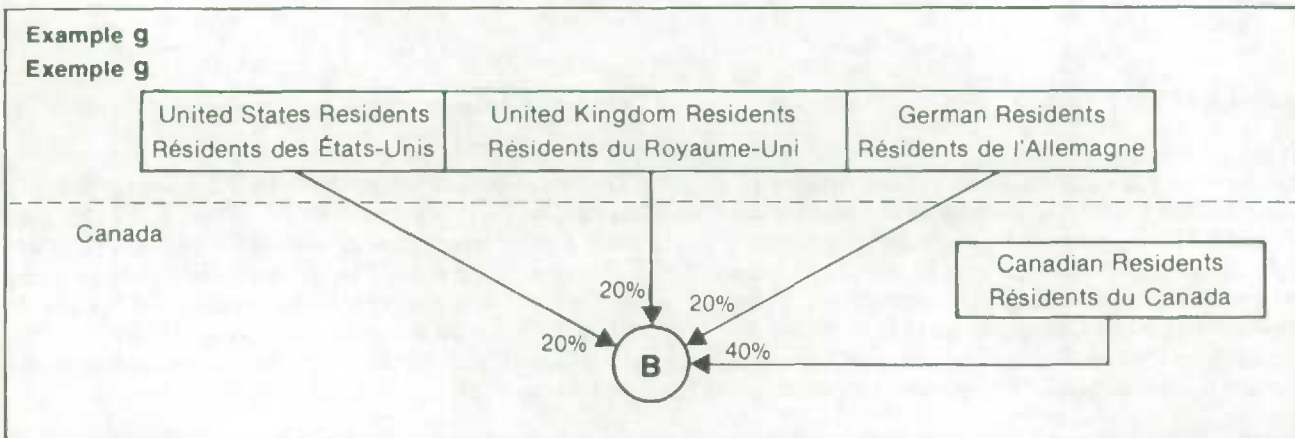 Example g
Exemple g
United States Residents
Résidents des États-Unis
United Kingdom Residents
Résidents du Royaume-Uni
German Residents
Résidents de l'Allemagne
Canada
Canadian Residents
Résidents du Canada
20%
20%
20%
40%
B